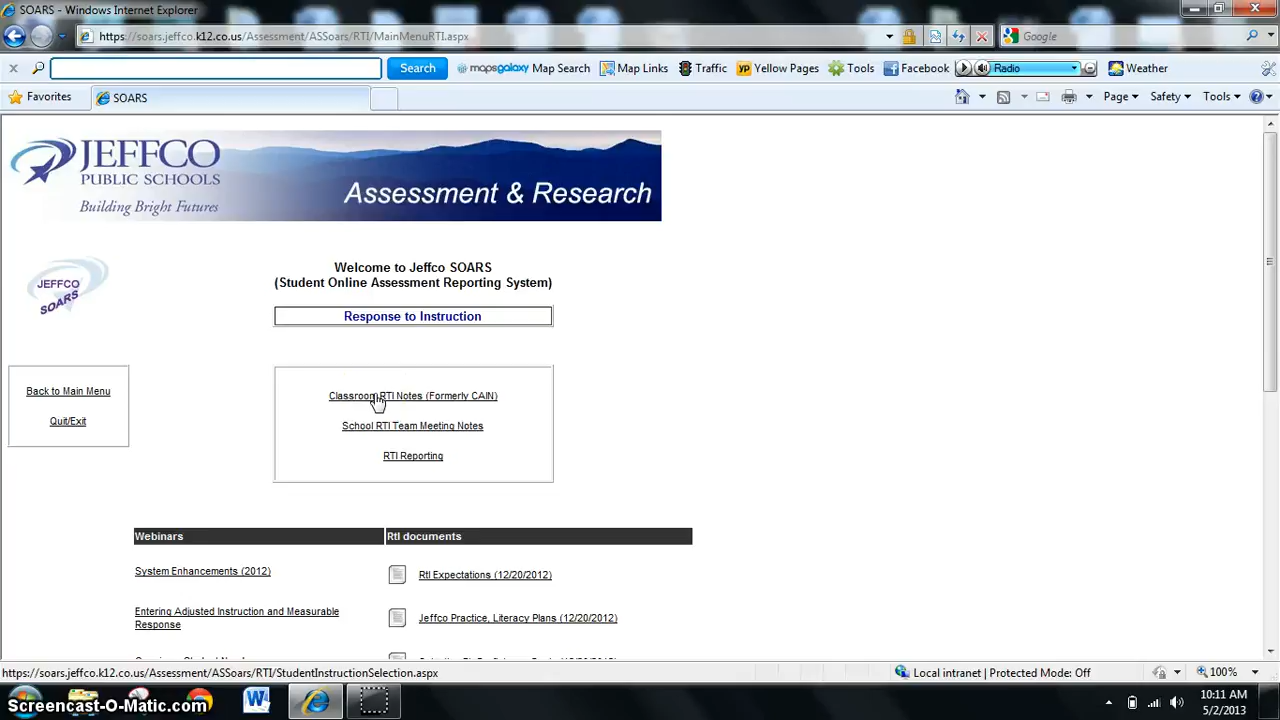 SOARS - Windows Internet Explorer
https://soars.jeffco.k12.co.us/Assessment/ASSoars/RTI/MainMenuRTI.aspx
Google
Search
mapsgalaxy Map Search
Map Links
Traffic
YP Yellow Pages
Tools
Facebook
Radio
Weather
Favorites
SOARS
Page
Safety
Tools
JEFFCO
PUBLIC SCHOOLS
Building Bright Futures
Assessment & Research
JEFFCO
SOARS
Welcome to Jeffco SOARS
(Student Online Assessment Reporting System)
Response to Instruction
Back to Main Menu
Quit/Exit
Classroom RTI Notes (Formerly CAIN)
School RTI Team Meeting Notes
RTI Reporting
Webinars
RtI documents
System Enhancements (2012)
RtI Expectations (12/20/2012)
Entering Adjusted Instruction and Measurable
Response
Jeffco Practice, Literacy Plans (12/20/2012)
https://soars.jeffco.k12.co.us/Assessment/ASSoars/RTI/StudentInstructionSelection.aspx
Local intranet | Protected Mode: Off
100%
Screencast-O-Matic.com
10:11 AM
5/2/2013